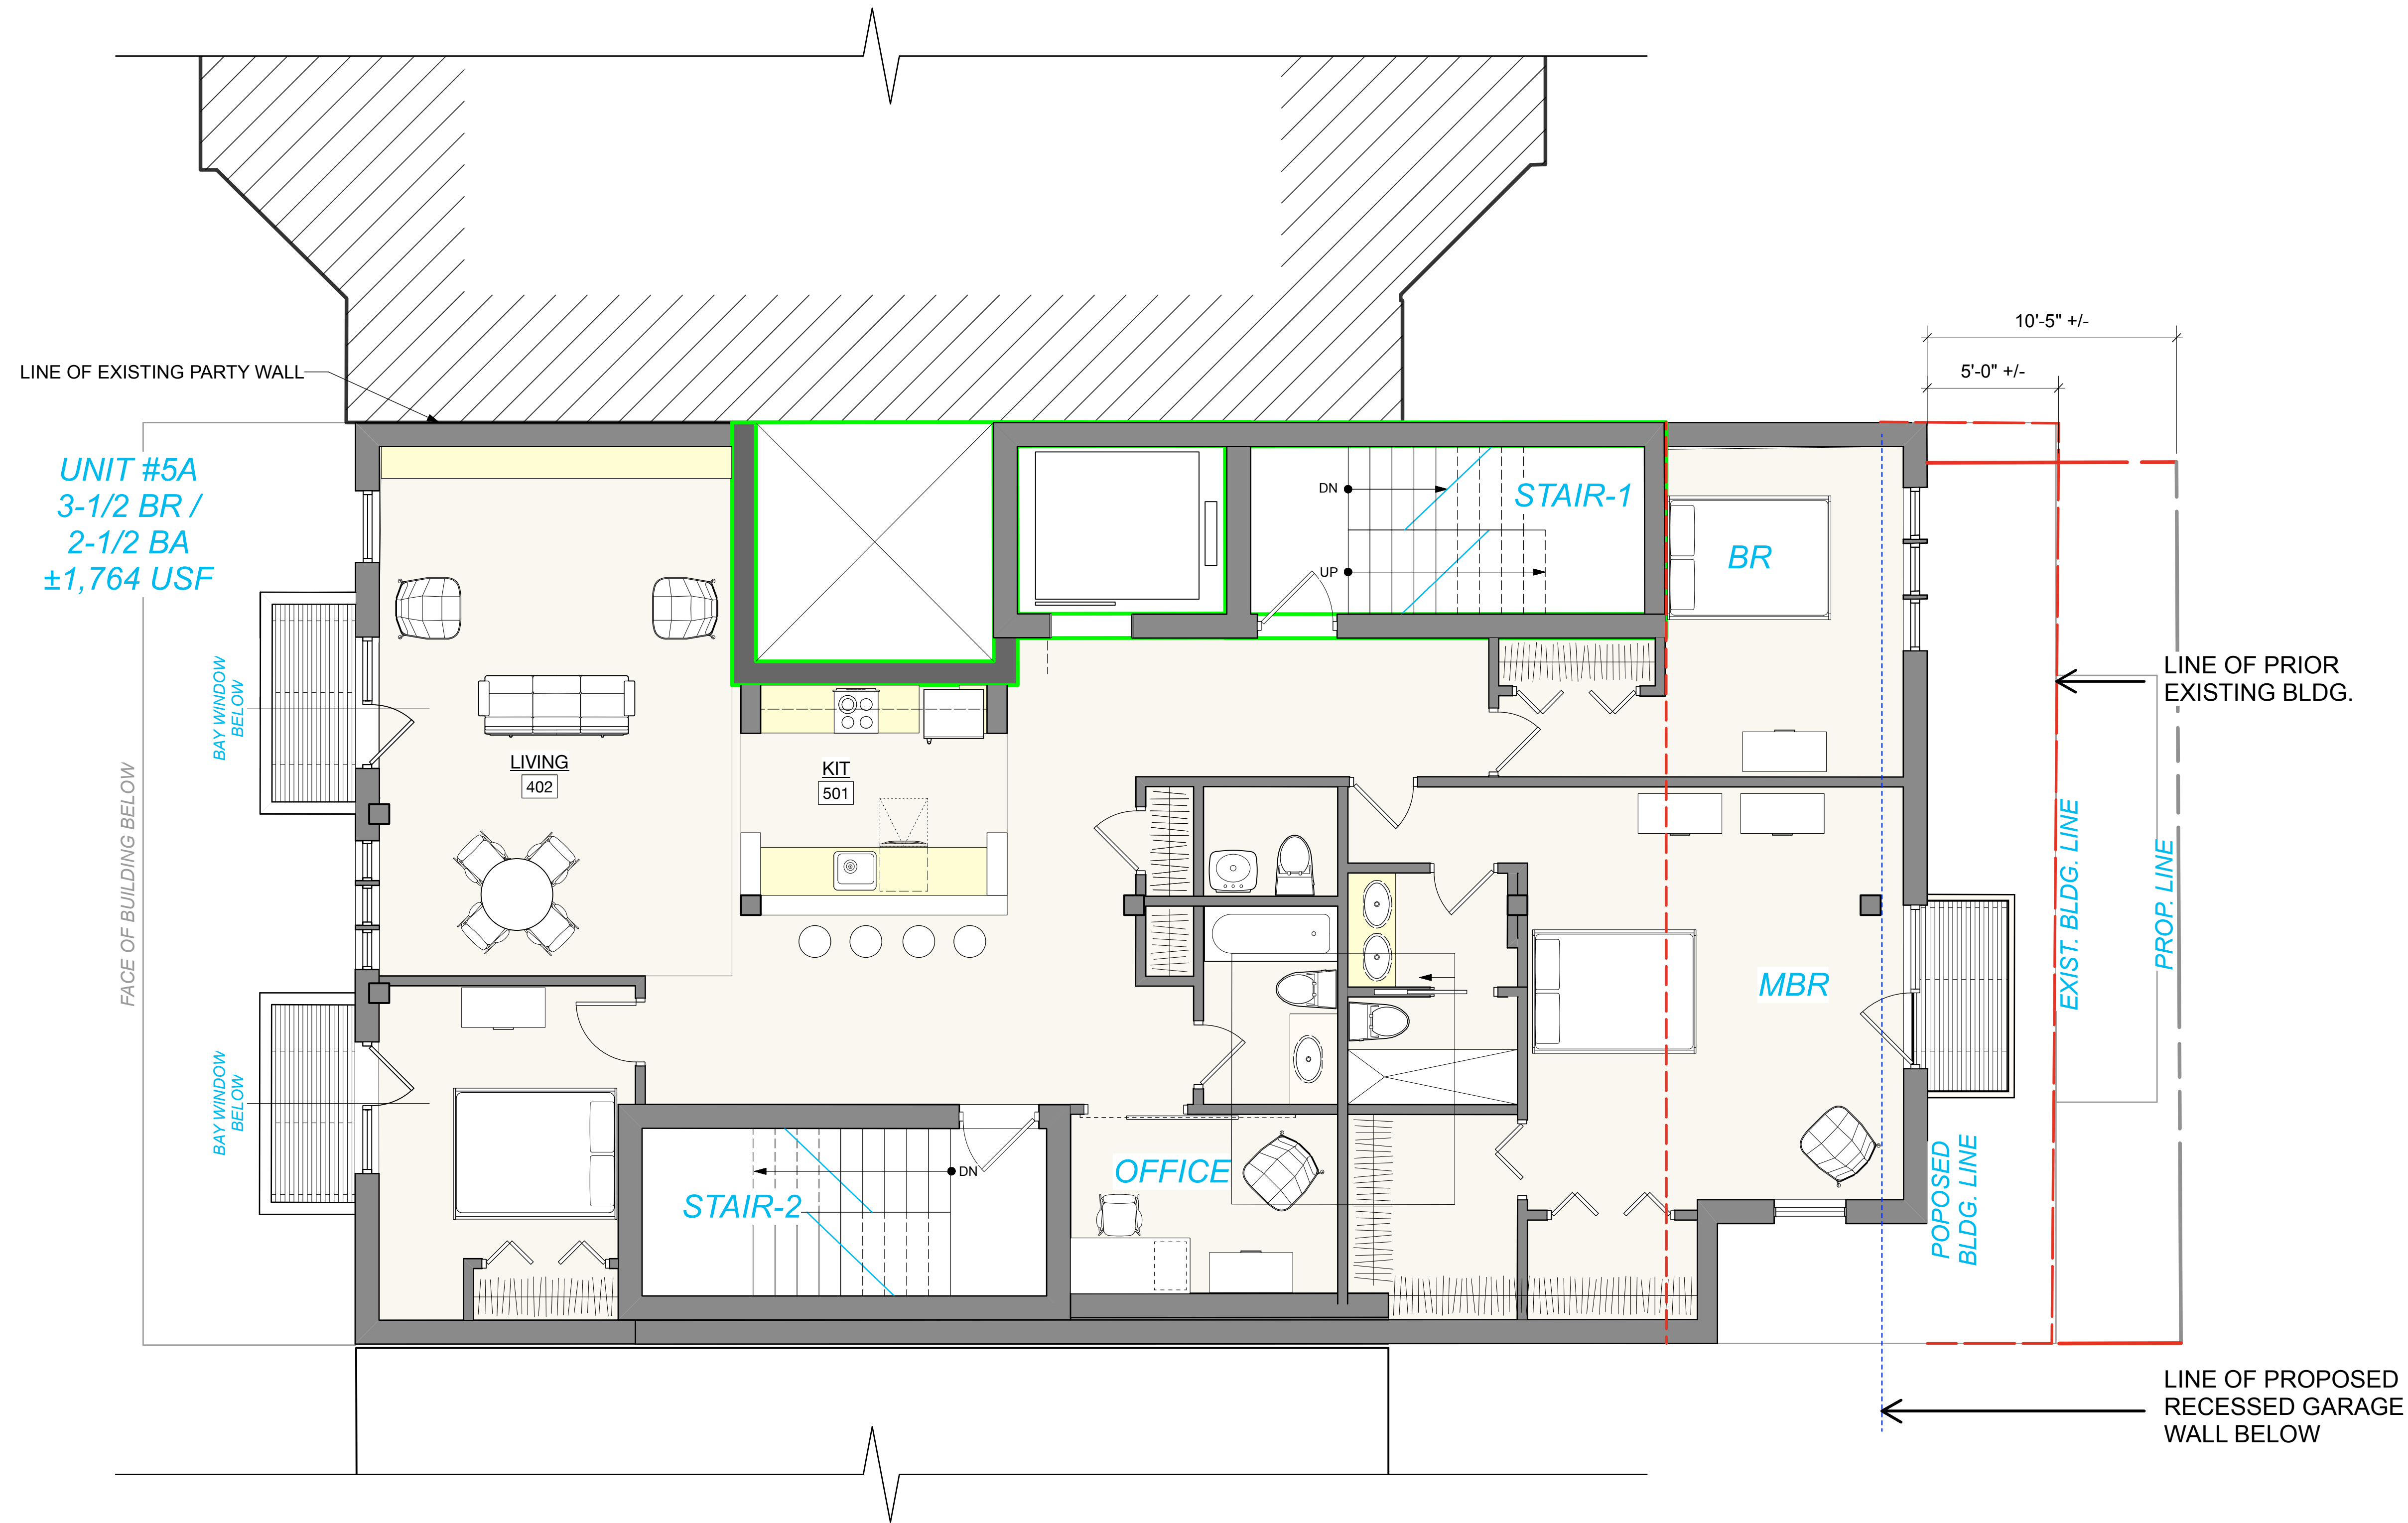 10'-5" +/-
5'-0" +/-
LINE OF EXISTING PARTY WALL
UNIT #5A
3-1/2 BR /
2-1/2 BA
±1,764 USF
DN
STAIR-1
UP
BR
LINE OF PRIOR
EXISTING BLDG.
BAY WINDOW
BELOW
LIVING
402
KIT
501
FACE OF BUILDING BELOW
EXIST. BLDG. LINE
PROP. LINE
MBR
BAY WINDOW
BELOW
OFFICE
DN
STAIR-2
POPOSED
BLDG. LINE
LINE OF PROPOSED
RECESSED GARAGE
WALL BELOW